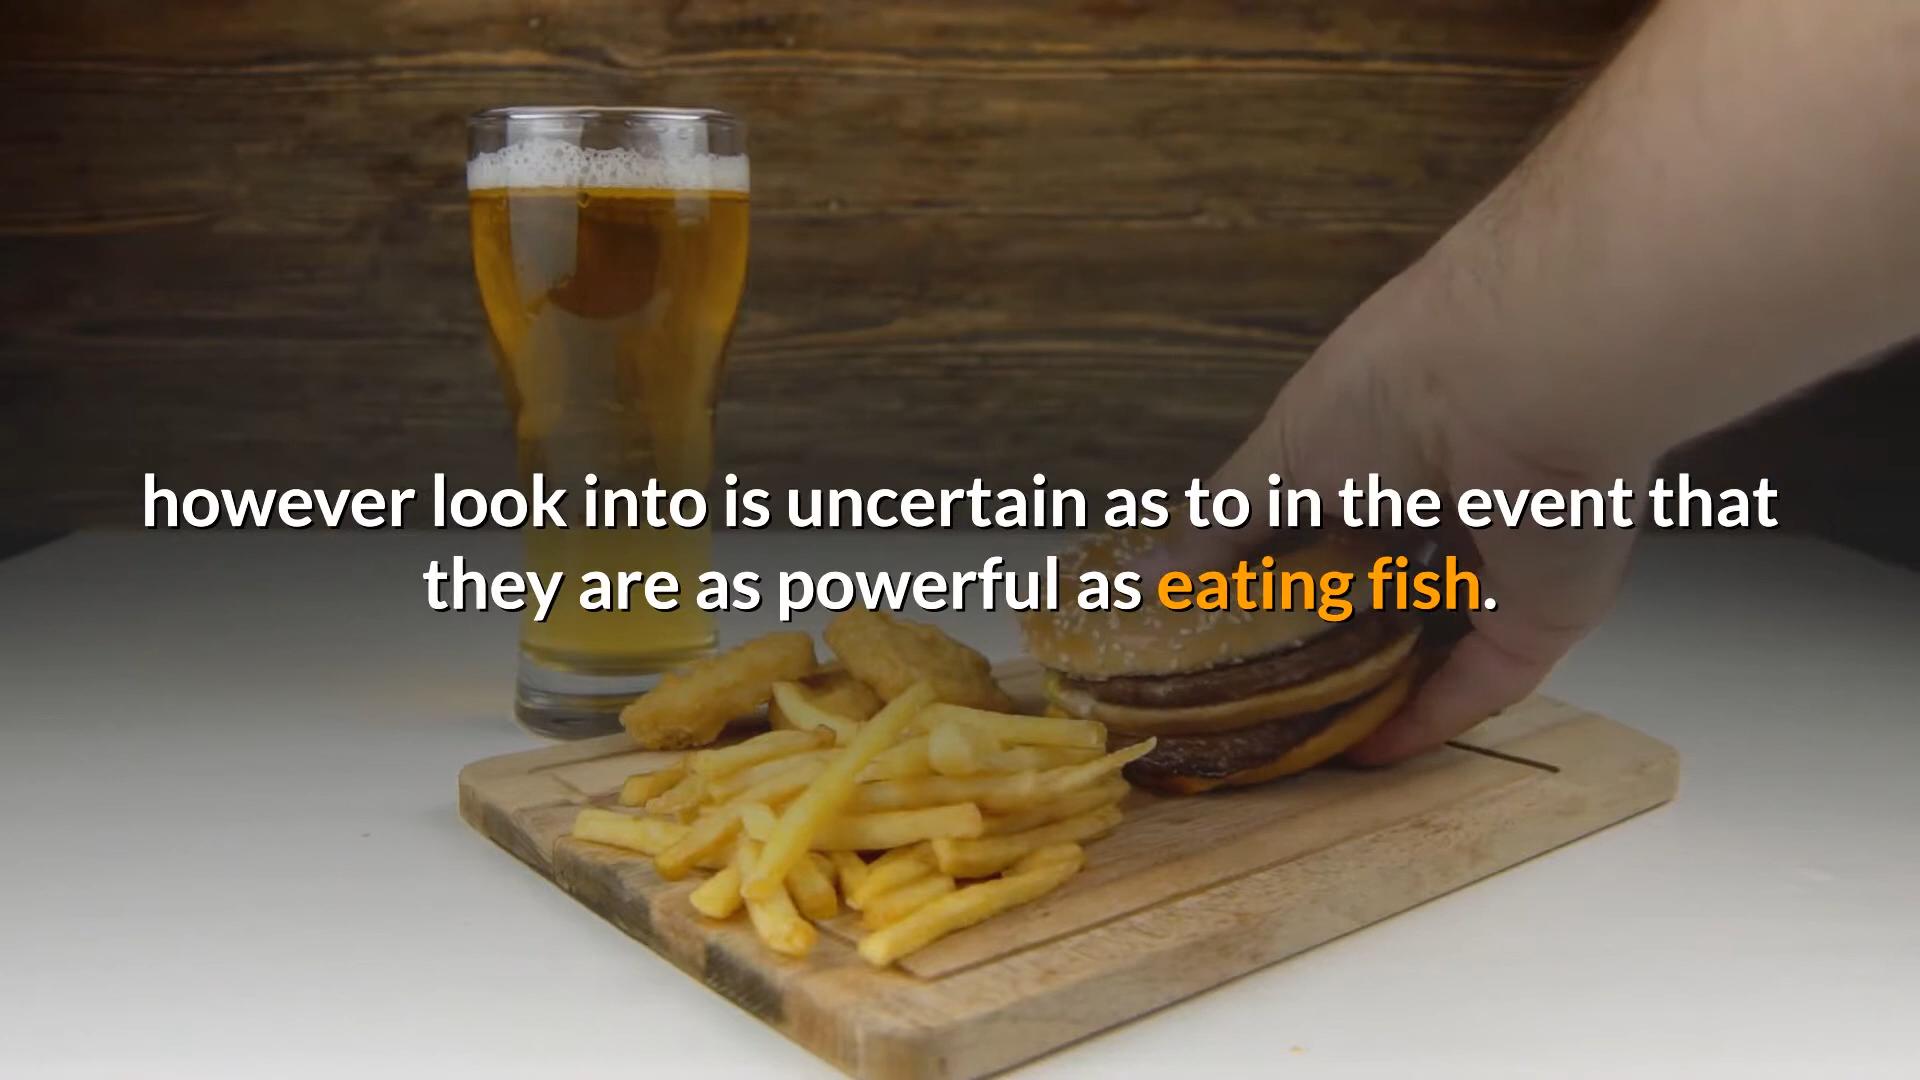 however look into is uncertain as to in the event that
they are as powerful as eating fish.